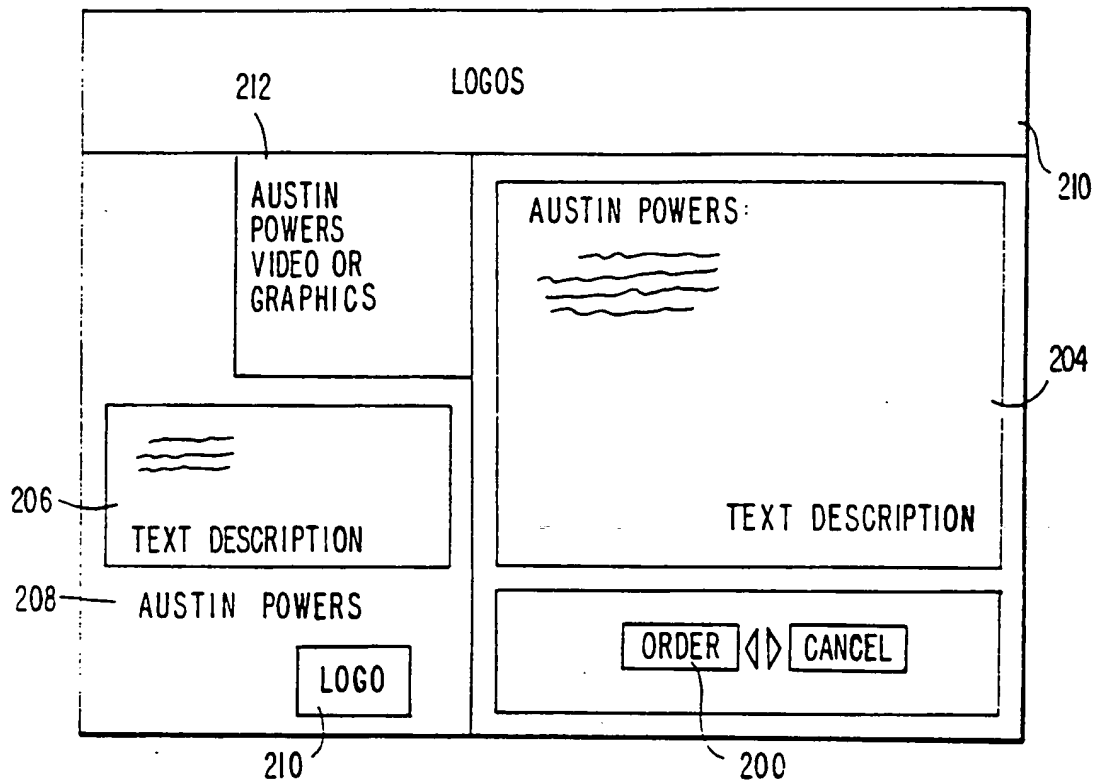 212
LOGOS
210
AUSTIN
POWERS
VIDEO OR
GRAPHICS
AUSTIN POWERS:
204
TEXT DESCRIPTION
206
TEXT DESCRIPTION
208
AUSTIN POWERS
ORDER
CANCEL
LOGO
210
200